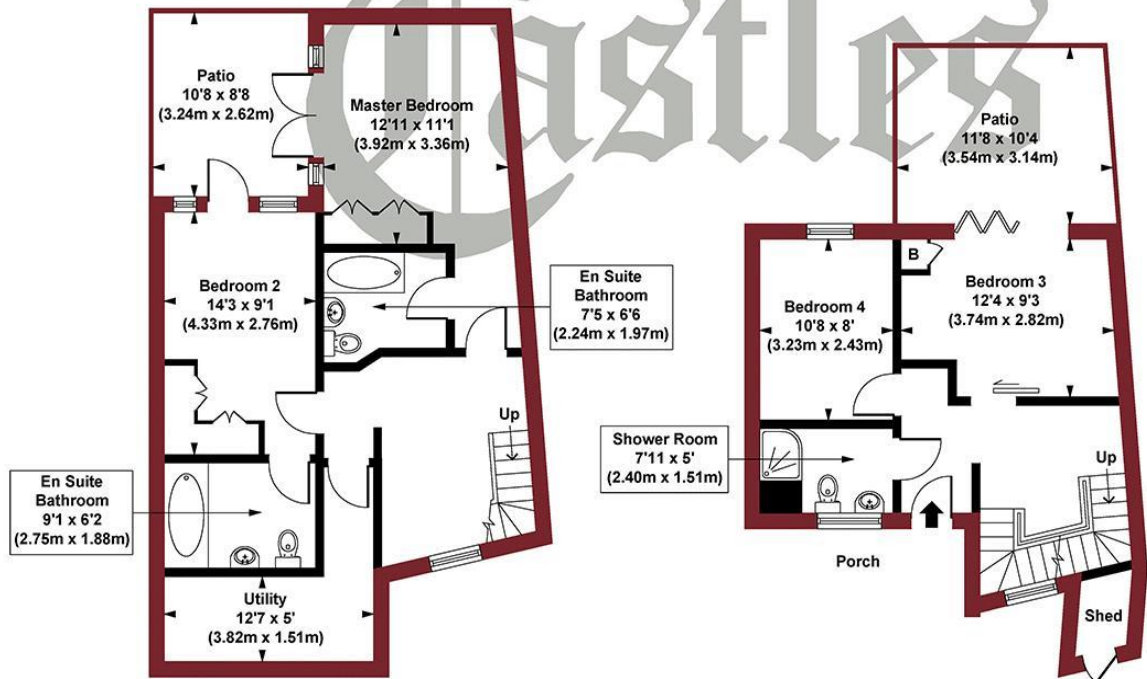 Castles
Patio
10'8 x 8'8
(3.24m x 2.62m)
Master Bedroom
12'11 x 11'1
(3.92m x 3.36m)
Bedroom 2
14'3 x 9'1
(4.33m x 2.76m)
En Suite
Bathroom
7'5 x 6'6
(2.24m x 1.97m)
Up
En Suite
Bathroom
9'1 x 6'2
(2.75m x 1.88m)
Utility
12'7 x 5'
(3.82m x 1.51m)
Patio
11'8 x 10'4
(3.54m x 3.14m)
B
Bedroom 3
12'4 x 9'3
(3.74m x 2.82m)
Bedroom 4
10'8 x 8'
(3.23m x 2.43m)
Shower Room
7'11 x 5'
(2.40m x 1.51m)
Up
Porch
Shed